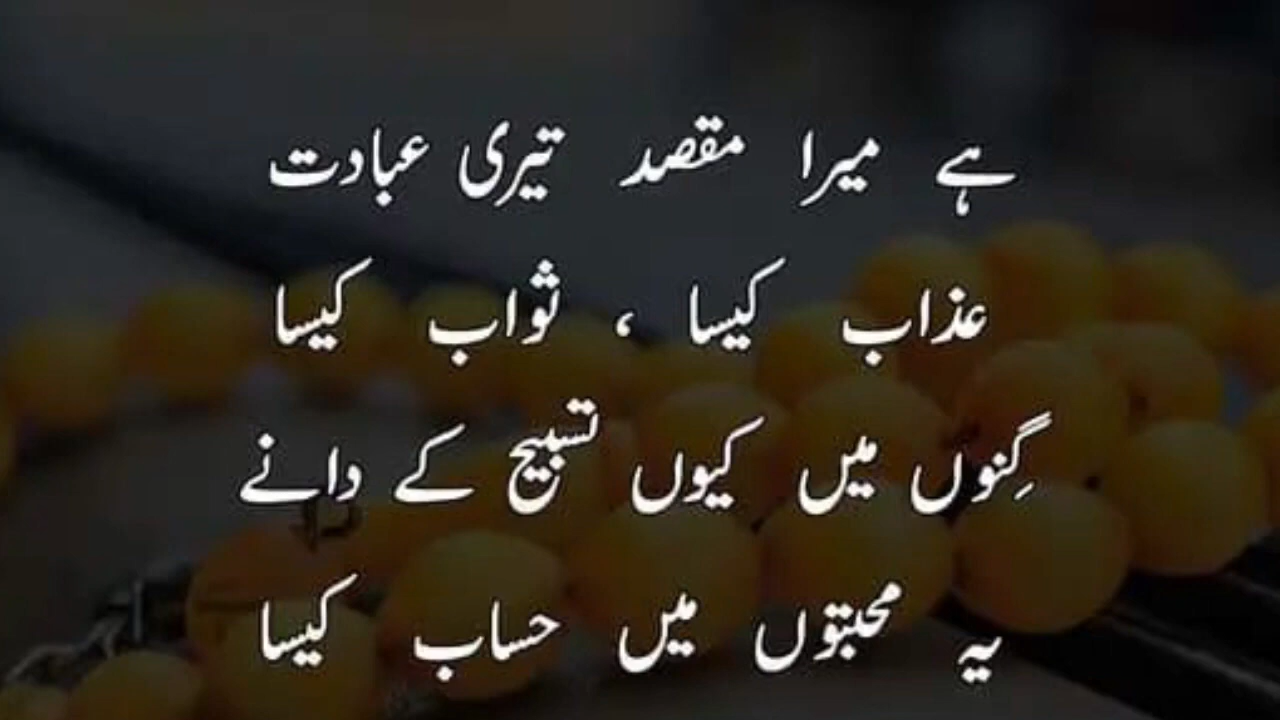 ہے میرا مقصد تیری عبادت
عذاب کیسا ، ثواب کیسا
گِنوں میں کیوں تسبیح کے دانے
یہ محبتوں میں حساب کیسا